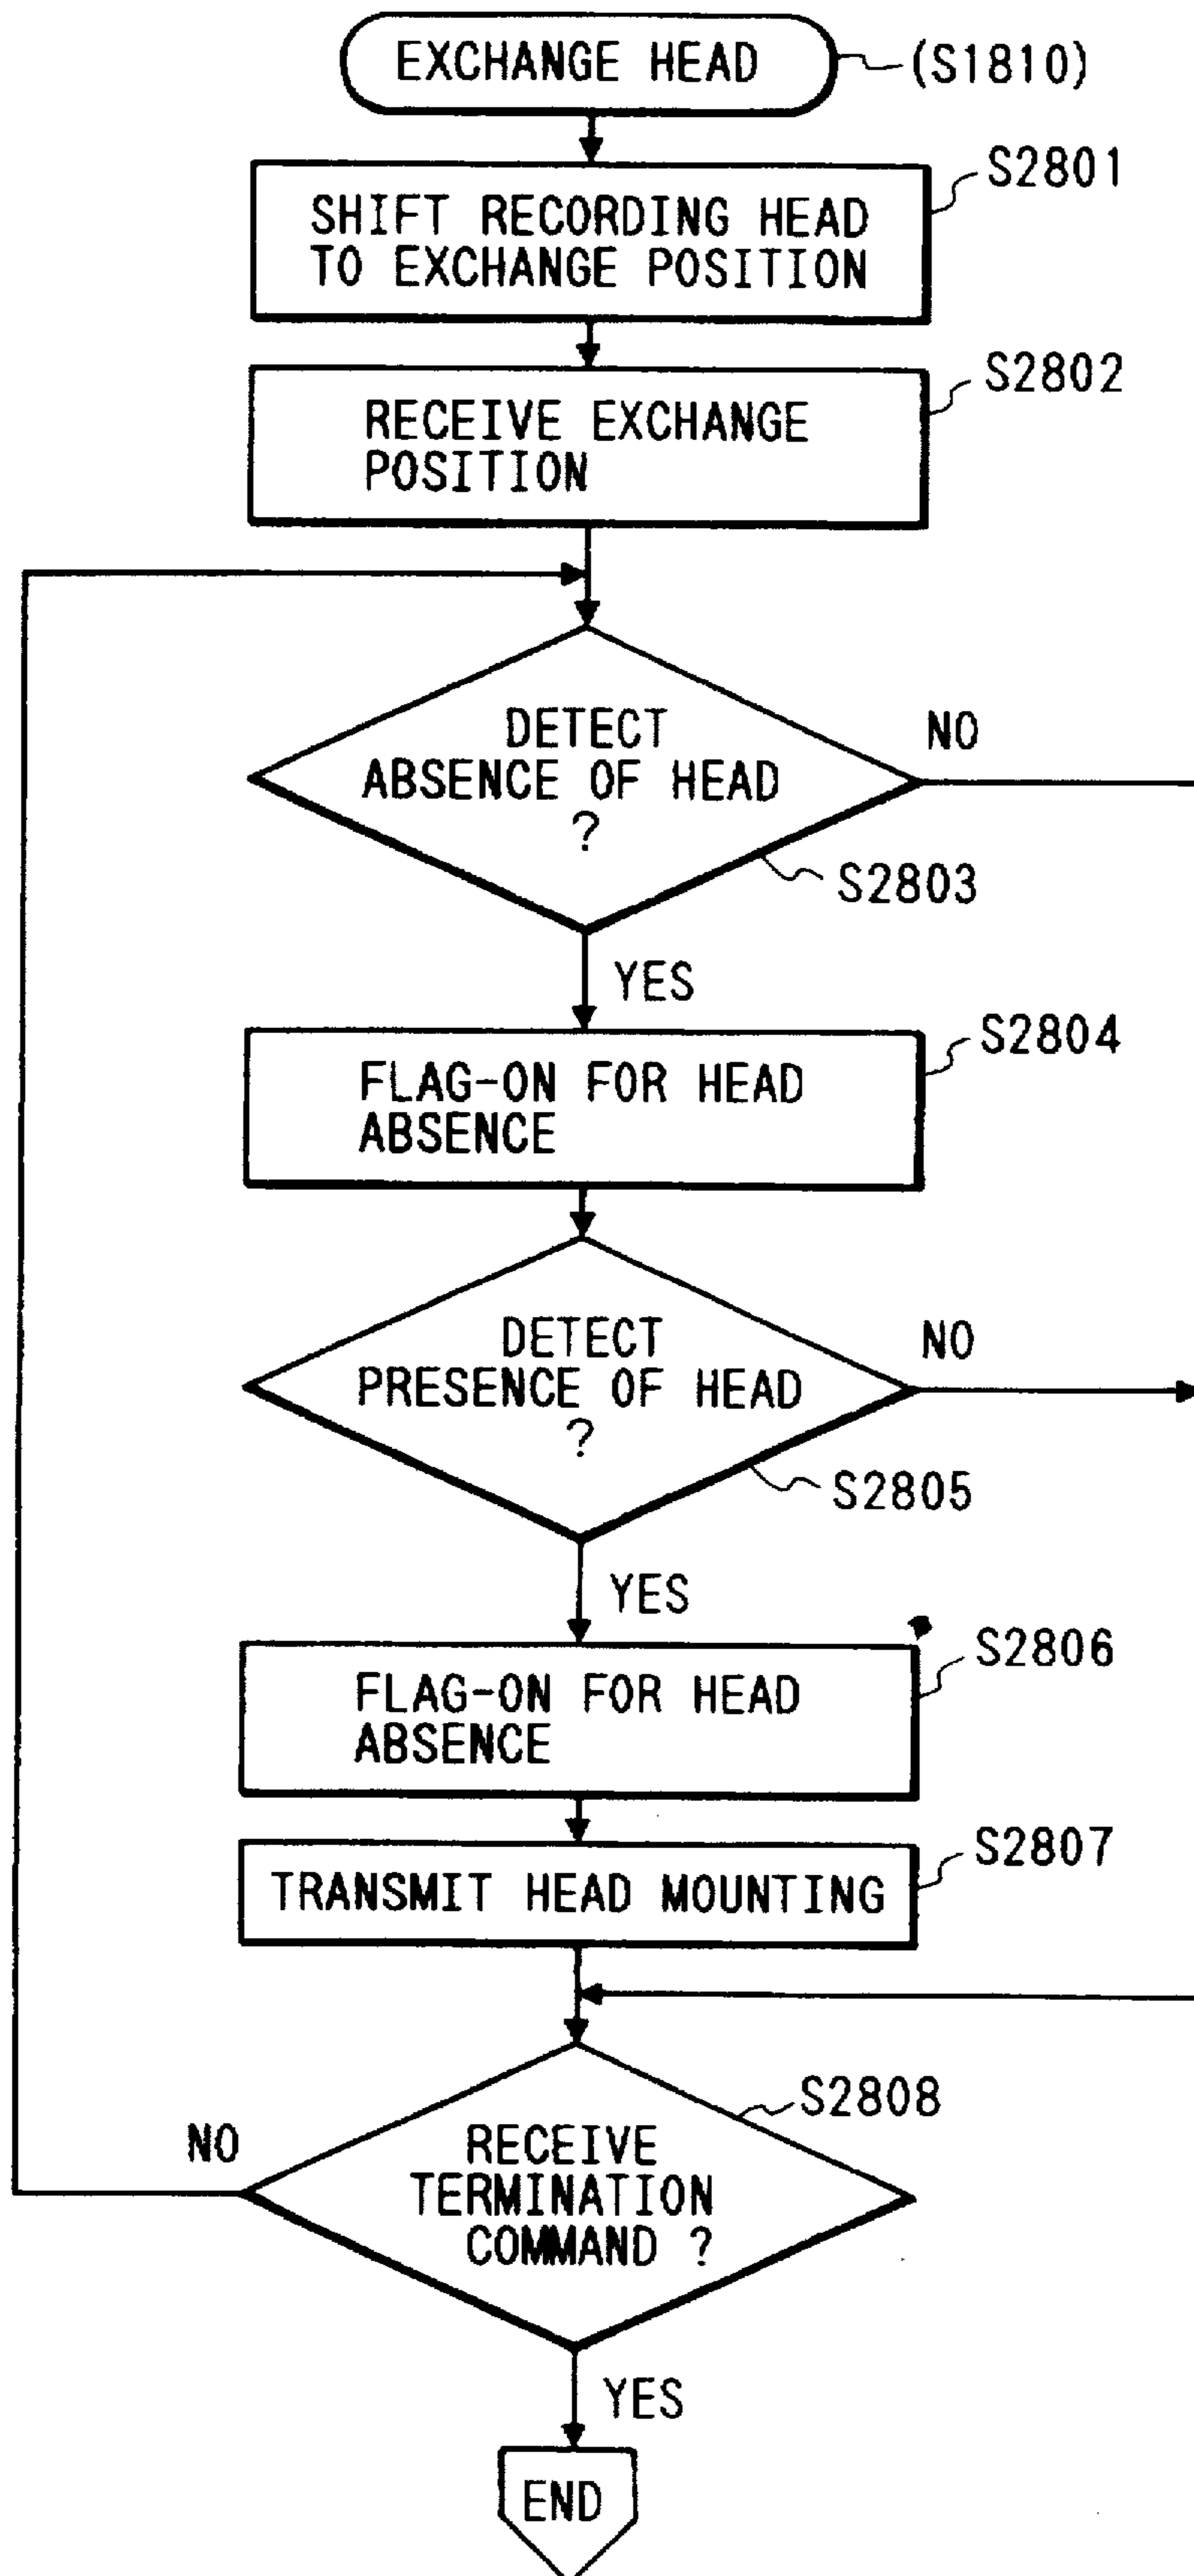 EXCHANGE HEAD
(S1810)
S2801
SHIFT RECORDING HEAD
TO EXCHANGE POSITION
S2802
RECEIVE EXCHANGE
POSITION
DETECT
ABSENCE OF HEAD
?
NO
S2803
YES
S2804
FLAG-ON FOR HEAD
ABSENCE
DETECT
PRESENCE OF HEAD
?
NO
S2805
YES
S2806
FLAG-ON FOR HEAD
ABSENCE
S2807
TRANSMIT HEAD MOUNTING
S2808
NO
RECEIVE
TERMINATION
COMMAND ?
YES
END